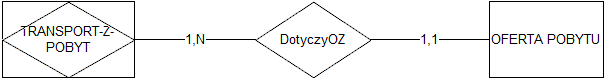 TRANSPORT-Z-
POBYT
1,N
DotyczyOZ
1,1
OFERTA POBYTU